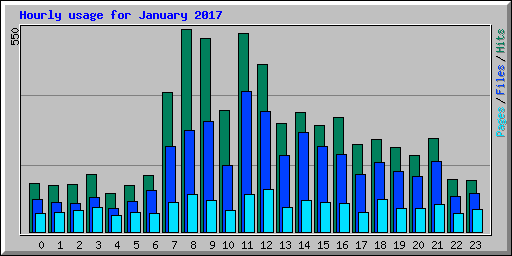 Hourly usage for January 2017
550
Pages / Files / Hits
0 1 2 3 4 5 6 7 8 9 10 11 12 13 14 15 16 17 18 19 20 21 22 23